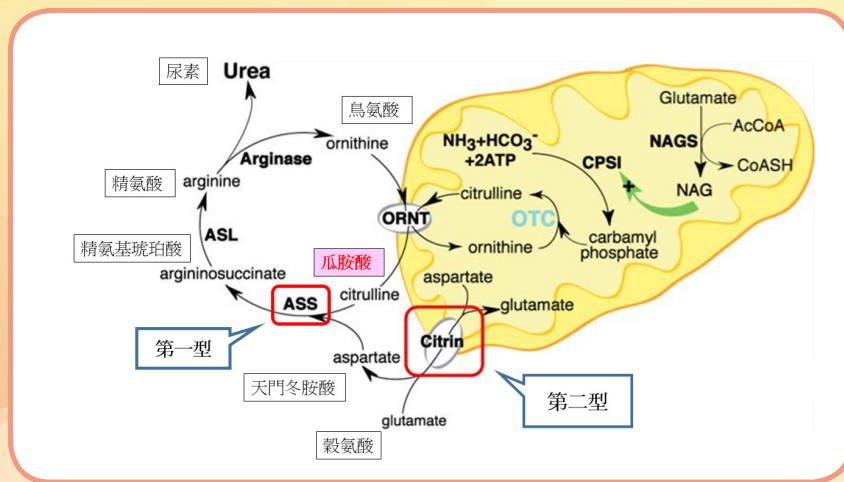 尿素
Urea
鳥氨酸
ornithine
Arginase
精氨酸
arginine
ASL
精氨基琥珀酸
argininosuccinate
ASS
瓜胺酸
citrulline
第一型
aspartate
天門冬胺酸
glutamate
穀氨酸
ORNT
Citrin
第二型
NH3+HCO3-
+2ATP
citrulline
OTC
ornithine
aspartate
glutamate
CPSI
+
carbamyl
phosphate
Glutamate
NAGS
AcCoA
CoASH
NAG